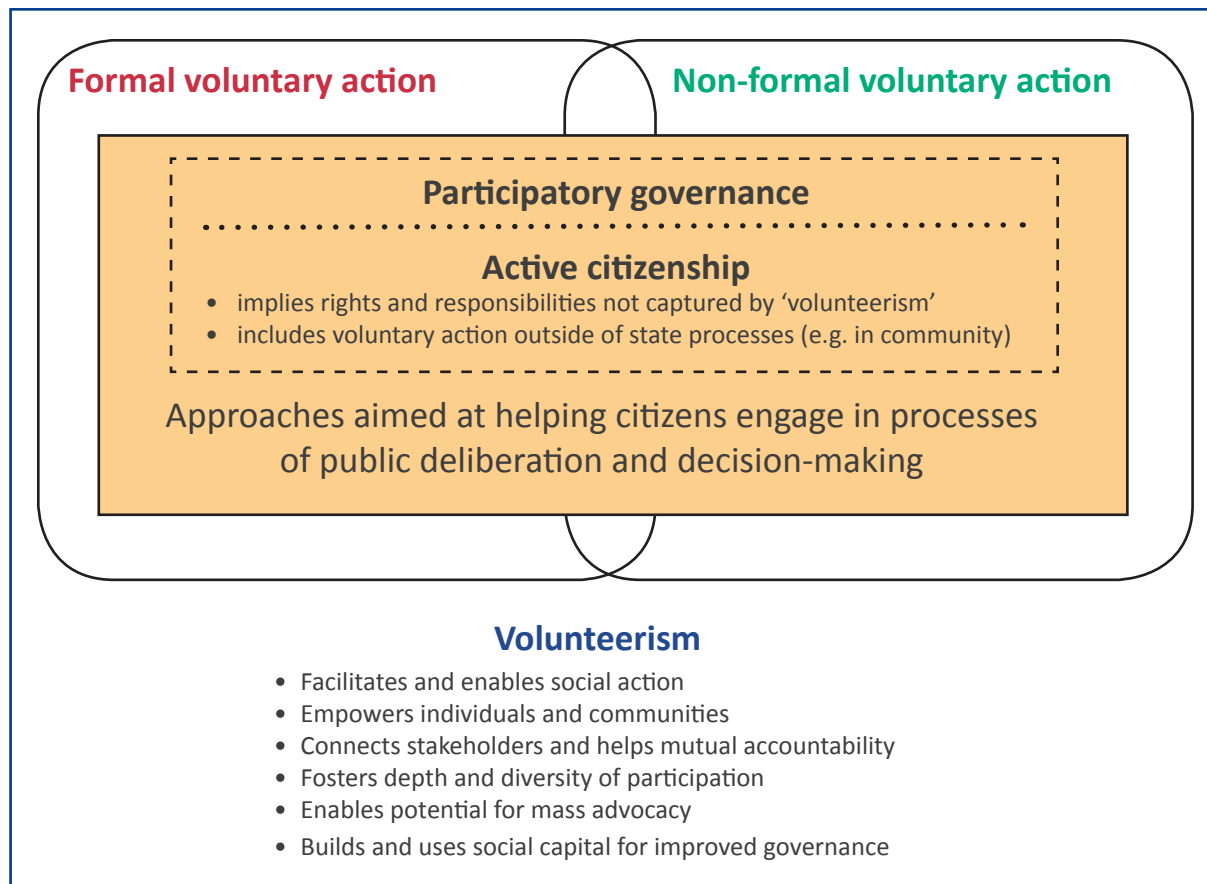 Formal voluntary action
Non-formal voluntary action
Participatory governance
Active citizenship
• implies rights and responsibilities not captured by ‘volunteerism’
• includes voluntary action outside of state processes (e.g. in community)
Approaches aimed at helping citizens engage in processes
of public deliberation and decision-making
Volunteerism
• Facilitates and enables social action
• Empowers individuals and communities
• Connects stakeholders and helps mutual accountability
• Fosters depth and diversity of participation
• Enables potential for mass advocacy
• Builds and uses social capital for improved governance